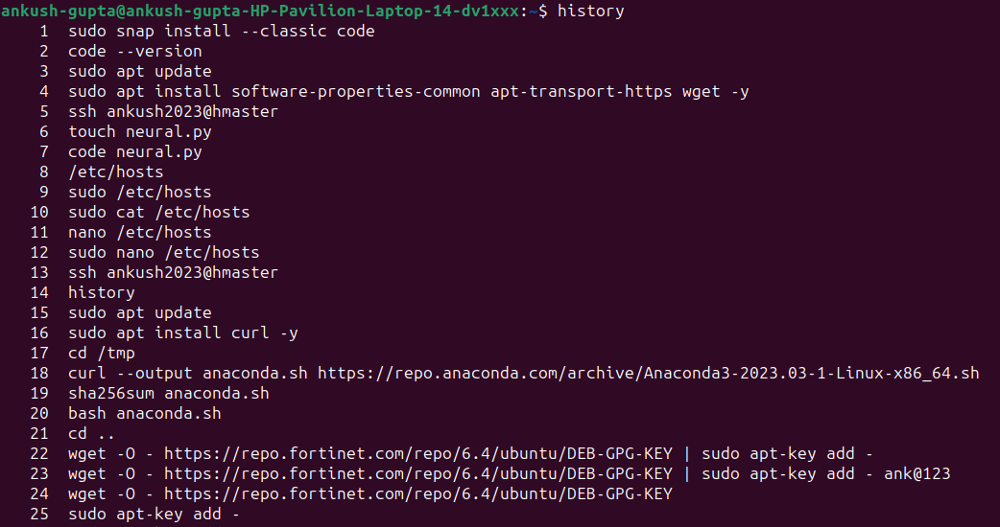 ankush-gupta@ankush-gupta-HP-Pavilion-Laptop-14-dv1xxx:~$ history
1 sudo snap install --classic code
2 code --version
3 sudo apt update
4 sudo apt install software-properties-common apt-transport-https wget -y
5 ssh ankush2023@hmaster
6 touch neural.py
7 code neural.py
8 /etc/hosts
9 sudo /etc/hosts
10 sudo cat /etc/hosts
11 nano /etc/hosts
12 sudo nano /etc/hosts
13 ssh ankush2023@hmaster
14 history
15 sudo apt update
16 sudo apt install curl -y
17 cd /tmp
18 curl --output anaconda.sh https://repo.anaconda.com/archive/Anaconda3-2023.03-1-Linux-x86_64.sh
19 sha256sum anaconda.sh
20 bash anaconda.sh
21 cd ..
22 wget -O - https://repo.fortinet.com/repo/6.4/ubuntu/DEB-GPG-KEY | sudo apt-key add -
23 wget -O - https://repo.fortinet.com/repo/6.4/ubuntu/DEB-GPG-KEY | sudo apt-key add - ank@123
24 wget -O - https://repo.fortinet.com/repo/6.4/ubuntu/DEB-GPG-KEY
25 sudo apt-key add -